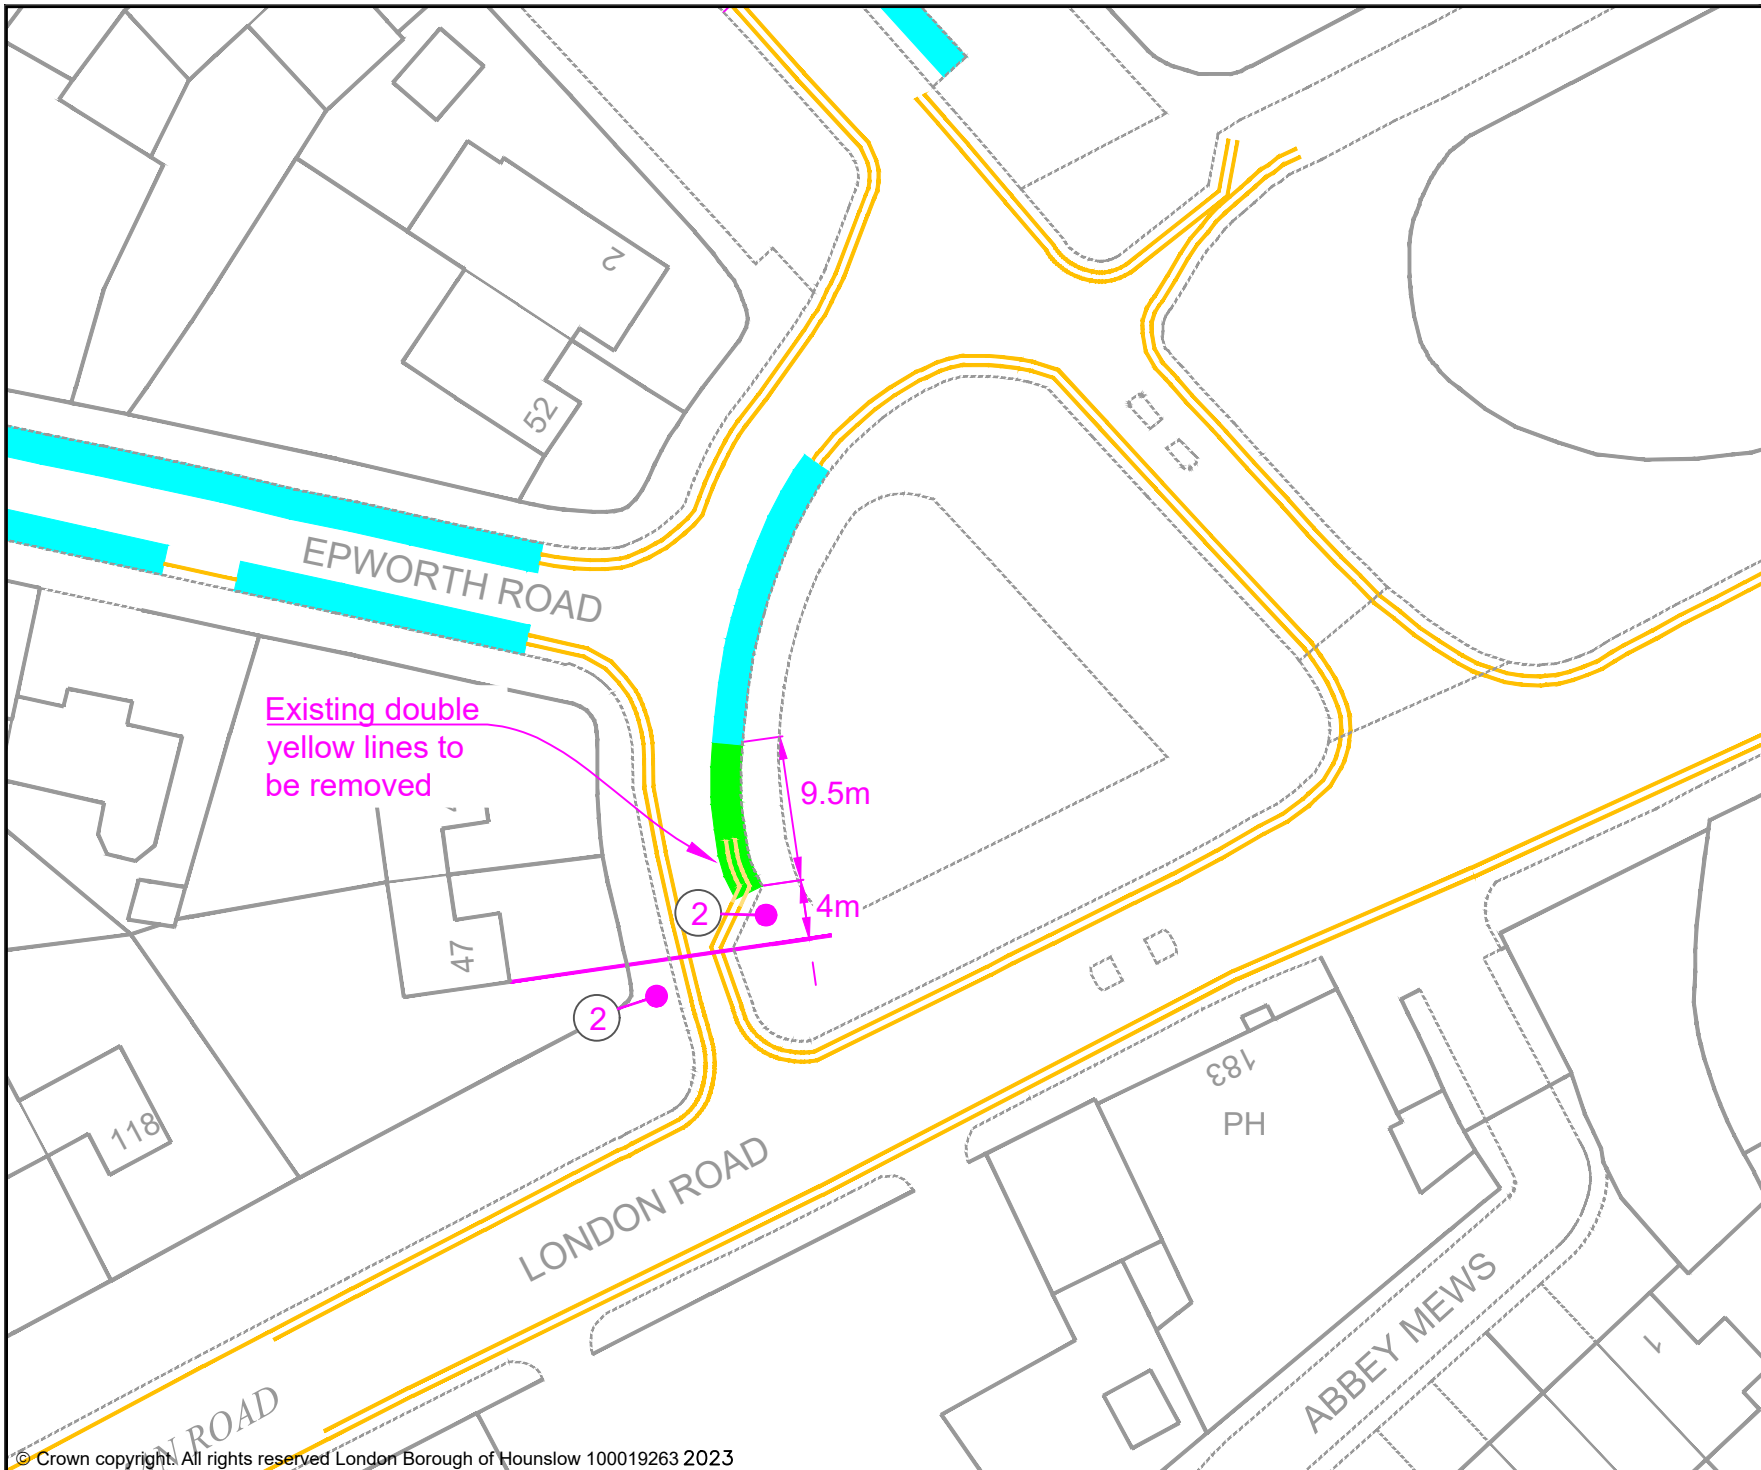 2
52
EPWORTH ROAD
Existing double
yellow lines to
be removed
9.5m
4m
2
47
2
183
PH
118
LONDON ROAD
ABBEY MEWS
1
ROAD
© Crown copyright. All rights reserved London Borough of Hounslow 100019263 2023